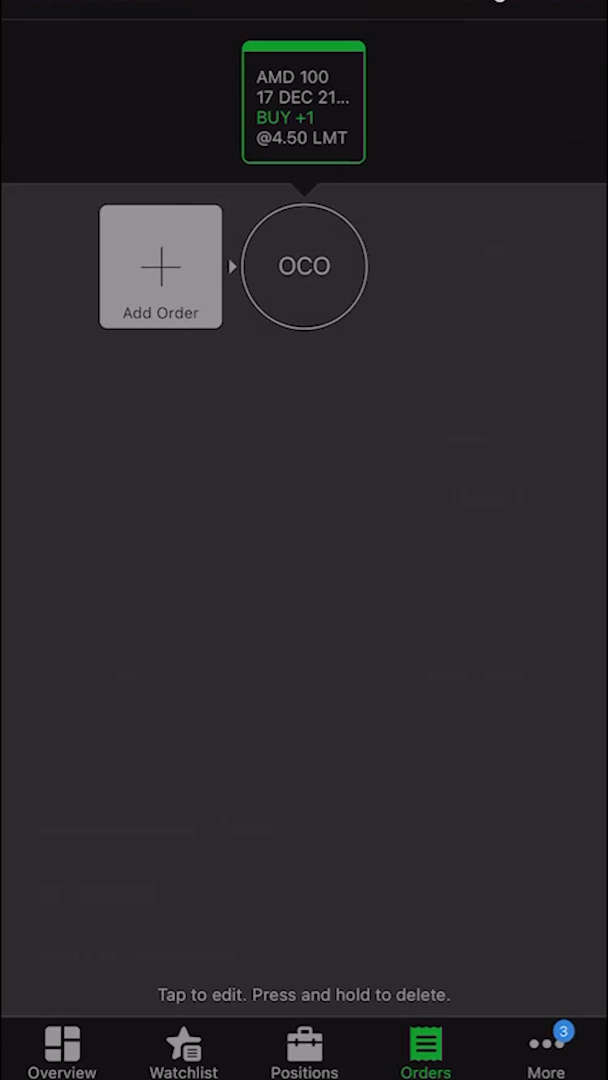 AMD 100
17 DEC 21...
BUY +1
@4.50 LMT
OCO
Add Order
Tap to edit. Press and hold to delete.
3
Overview
Watchlist
Positions
Orders
More